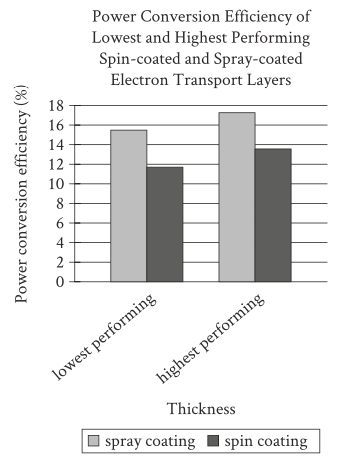 Power Conversion Efficiency of
Lowest and Highest Performing
Spin-coated and Spray-coated
Electron Transport Layers
Power conversion efficiency (%)
18
16
14
12
10
8
6
4
2
0
lowest performing
highest performing
Thickness
spray coating
spin coating